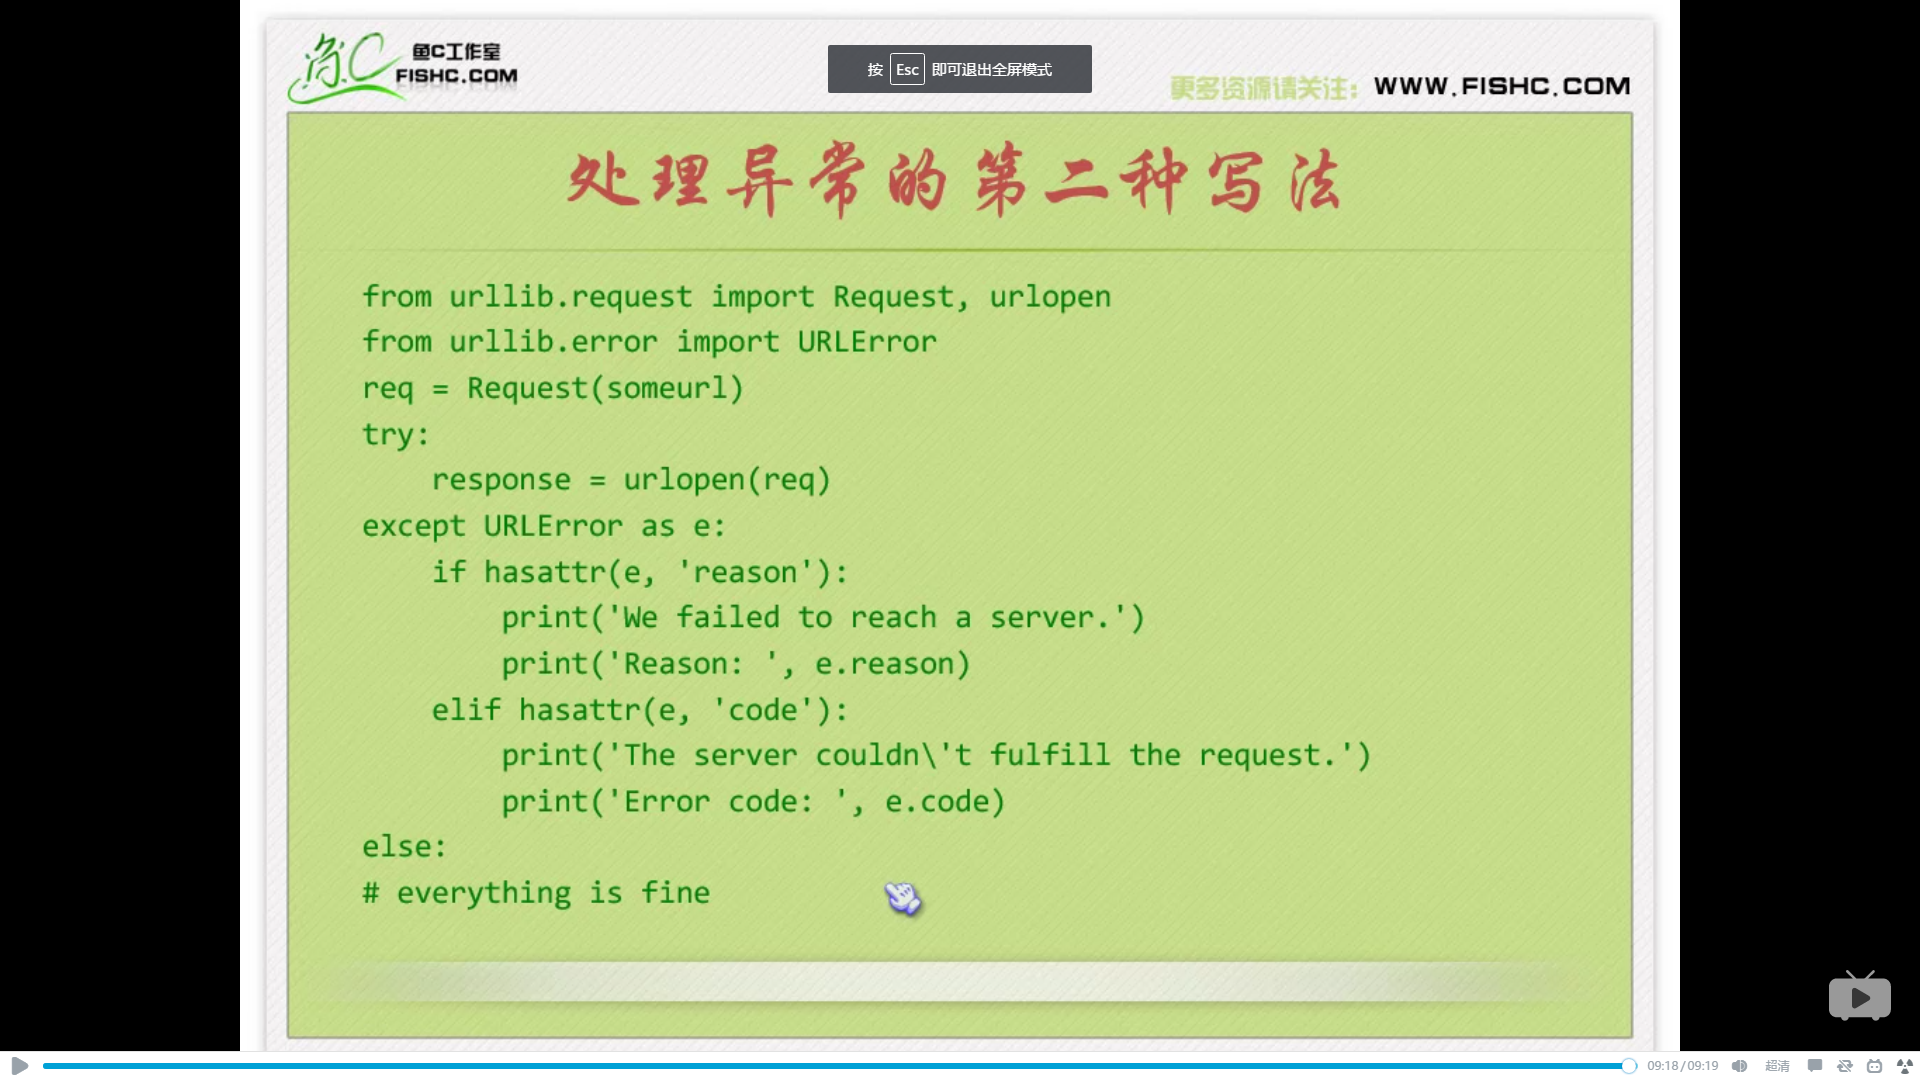 鱼C工作室
FISHC.COM
按 Esc 即可退出全屏模式
更多资源请关注： WWW.FISHC.COM
处理异常的第二种写法
from urllib.request import Request, urlopen
from urllib.error import URLError
req = Request(someurl)
try:
    response = urlopen(req)
except URLError as e:
    if hasattr(e, 'reason'):
        print('We failed to reach a server.')
        print('Reason: ', e.reason)
    elif hasattr(e, 'code'):
        print('The server couldn\'t fulfill the request.')
        print('Error code: ', e.code)
else:
# everything is fine
09:18/09:19
超清